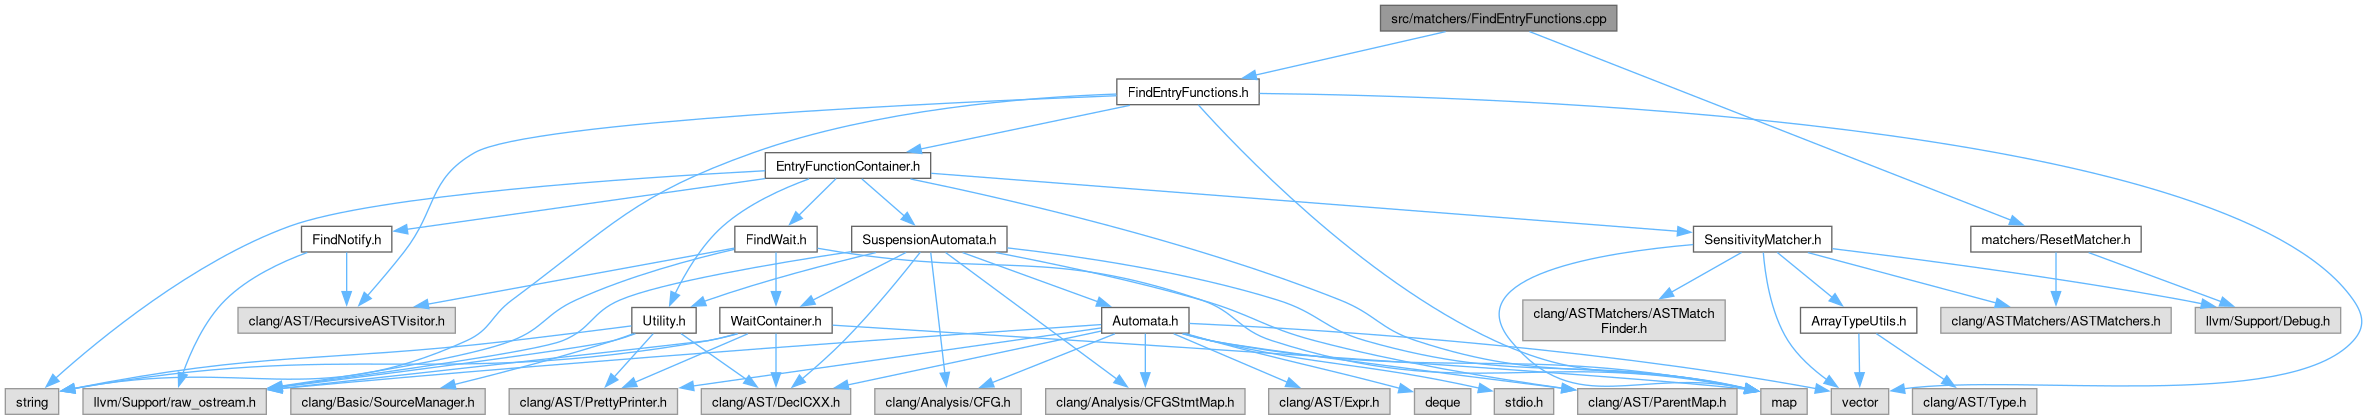 src/matchers/FindEntryFunctions.cpp
FindEntryFunctions.h
EntryFunctionContainer.h
FindNotify.h
FindWait.h
SuspensionAutomata.h
SensitivityMatcher.h
matchers/ResetMatcher.h
clang/AST/RecursiveASTVisitor.h
Utility.h
WaitContainer.h
Automata.h
clang/ASTMatchers/ASTMatch
Finder.h
ArrayTypeUtils.h
clang/ASTMatchers/ASTMatchers.h
llvm/Support/Debug.h
string
llvm/Support/raw_ostream.h
clang/Basic/SourceManager.h
clang/AST/PrettyPrinter.h
clang/AST/DeclCXX.h
clang/Analysis/CFG.h
clang/Analysis/CFGStmtMap.h
clang/AST/Expr.h
deque
stdio.h
clang/AST/ParentMap.h
map
vector
clang/AST/Type.h